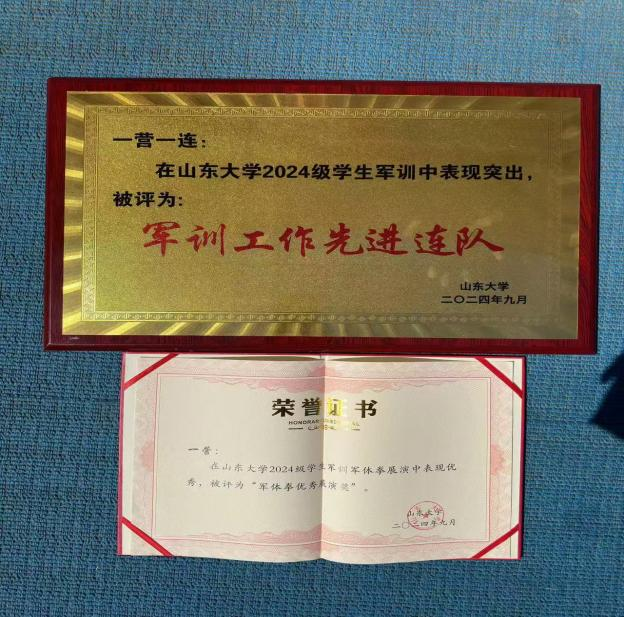 一营一连：
在山东大学2024级学生军训中表现突出，
被评为：
军训工作先进连队
山东大学
二〇二四年九月
荣誉证书
一营：
在山东大学2024级学生军训军体拳展演中表现优
秀，被评为“军体拳优秀展演奖”。
山东大学
二〇二四年九月